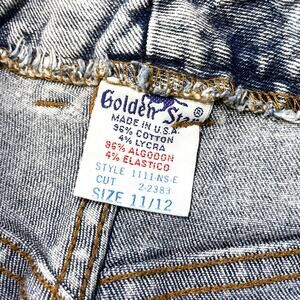 Golden Star
MADE IN U.S.A.
96% COTTON
4% LYCRA
96% ALGODON
4% ELASTICO
STYLE 1111-NS-E
CUT 2-2383
SIZE 11/12